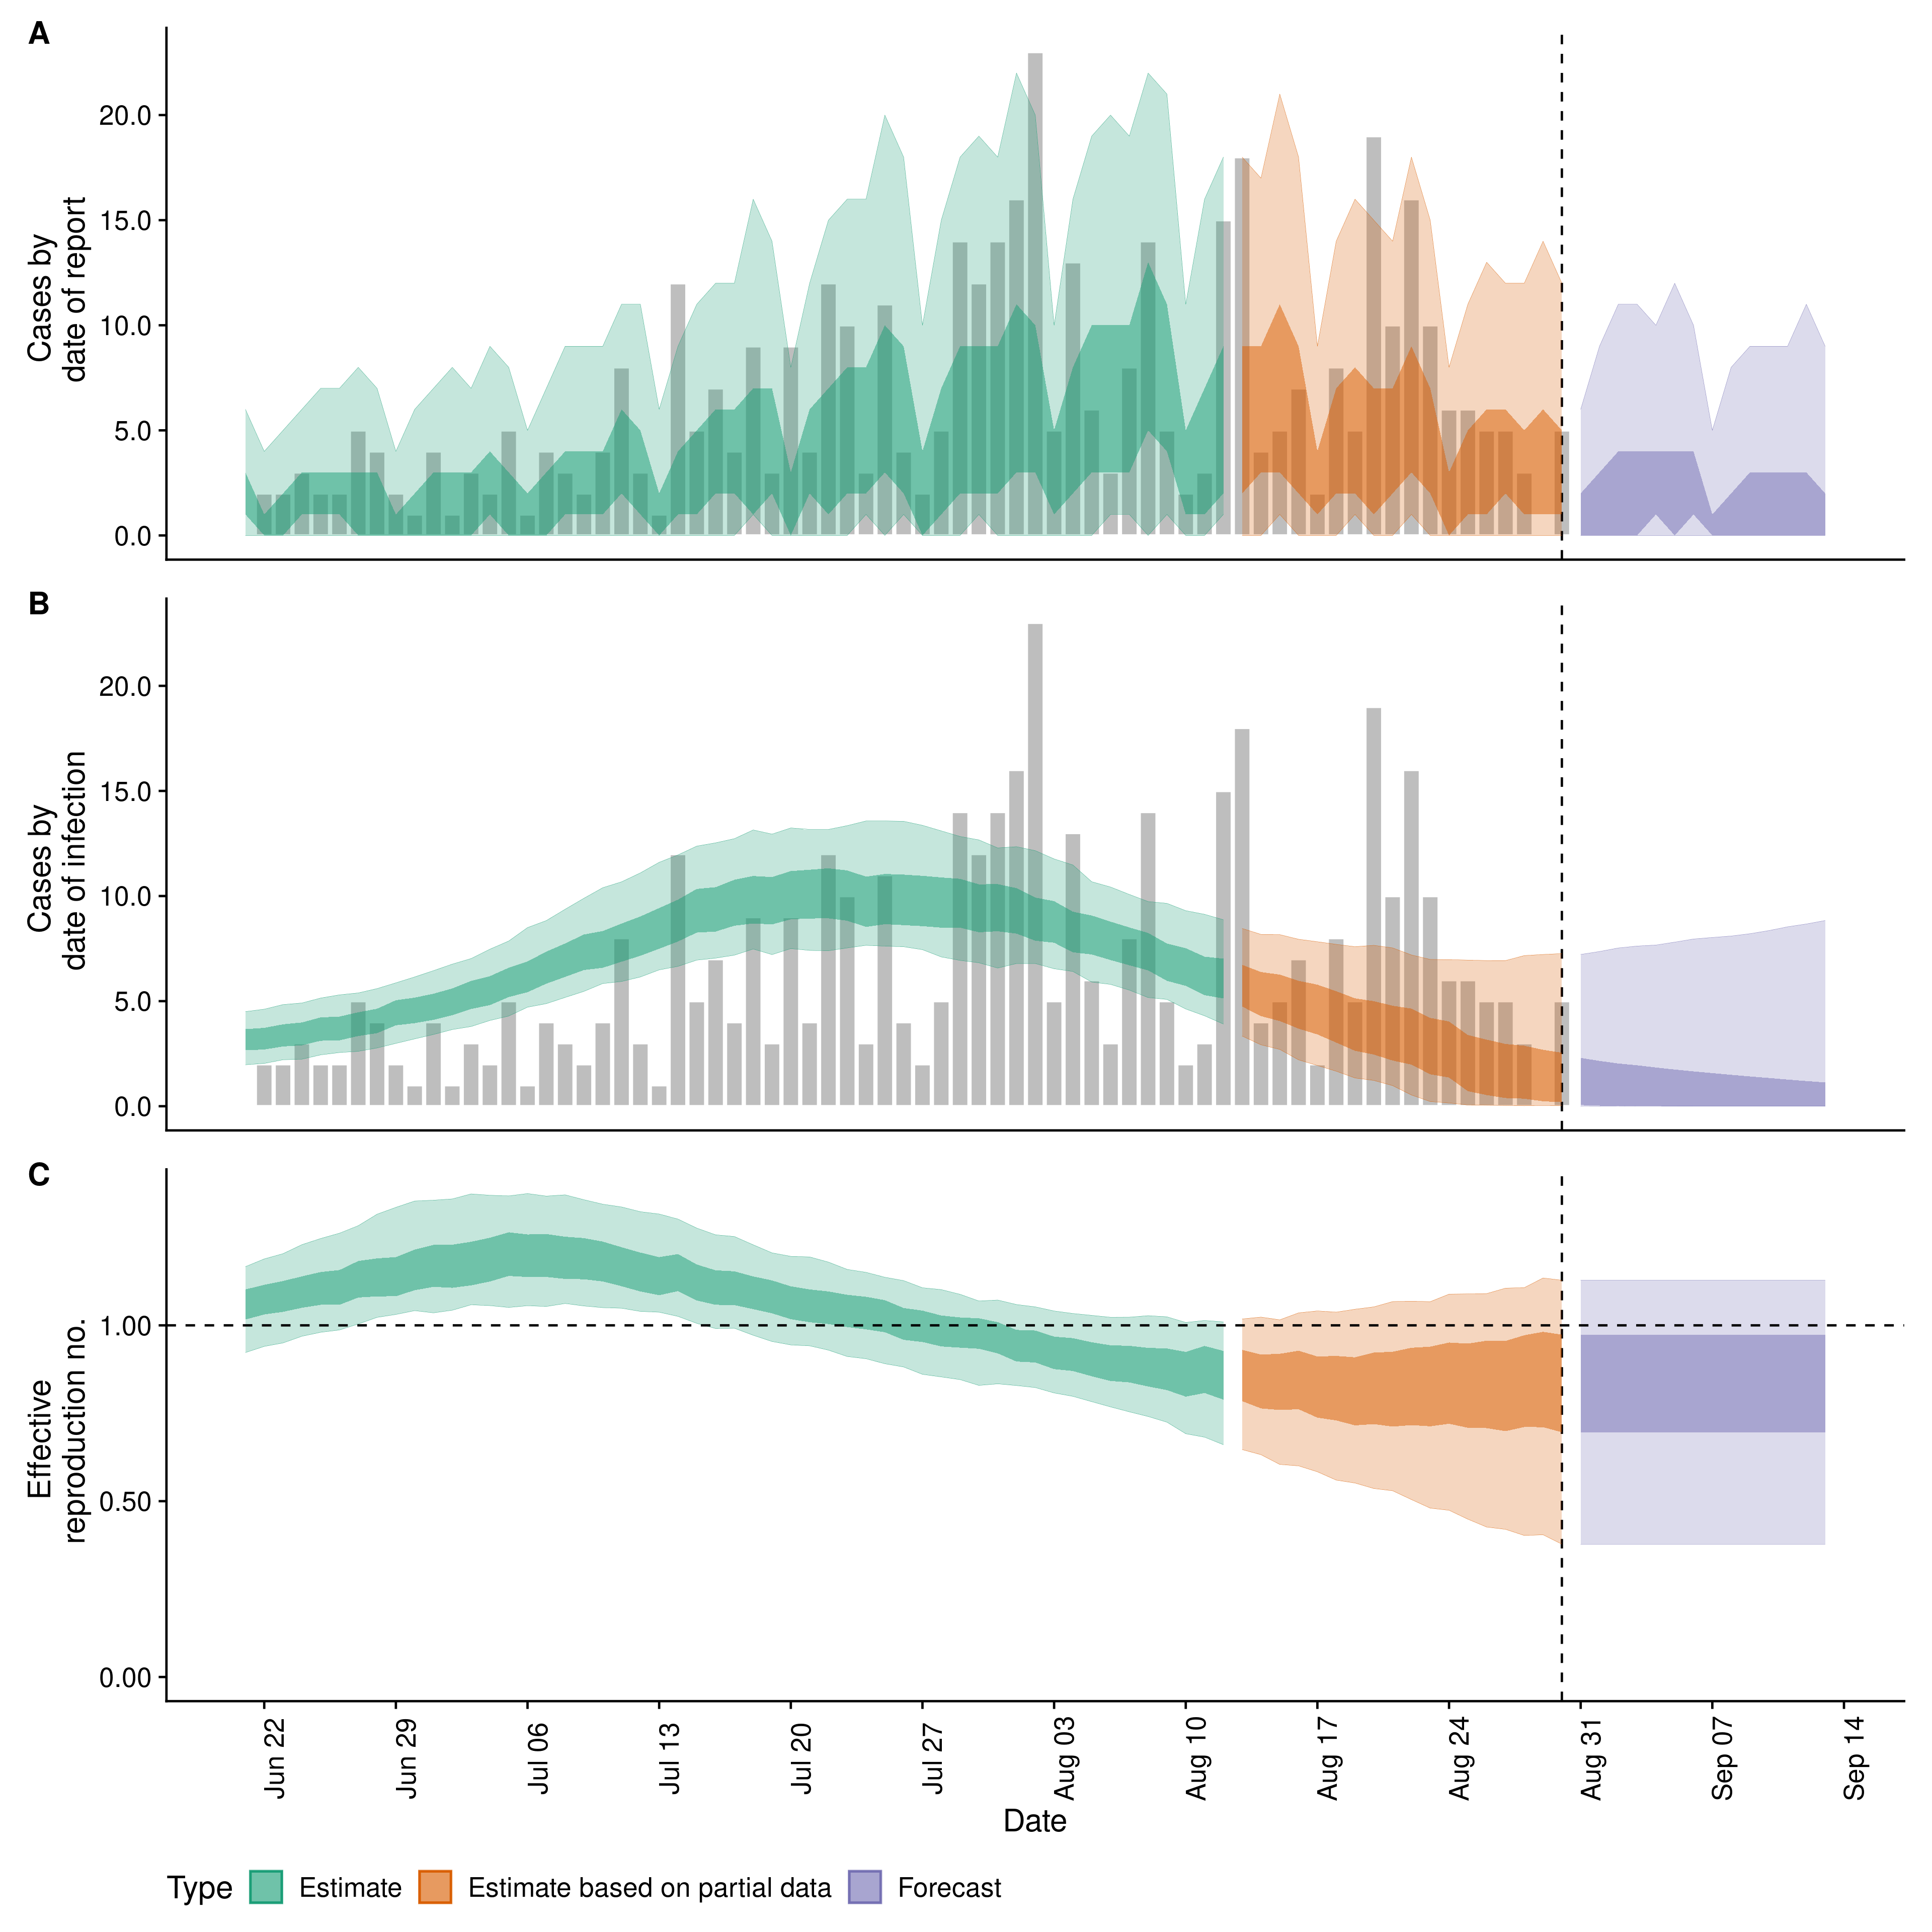 A
Cases by
date of report
20.0
15.0
10.0
5.0
0.0
B
Cases by
date of infection
20.0
15.0
10.0
5.0
0.0
C
Effective
reproduction no.
1.00
0.50
0.00
Jun 22
Jun 29
Jul 06
Jul 13
Jul 20
Jul 27
Aug 03
Aug 10
Aug 17
Aug 24
Aug 31
Sep 07
Sep 14
Date
Type Estimate Estimate based on partial data Forecast